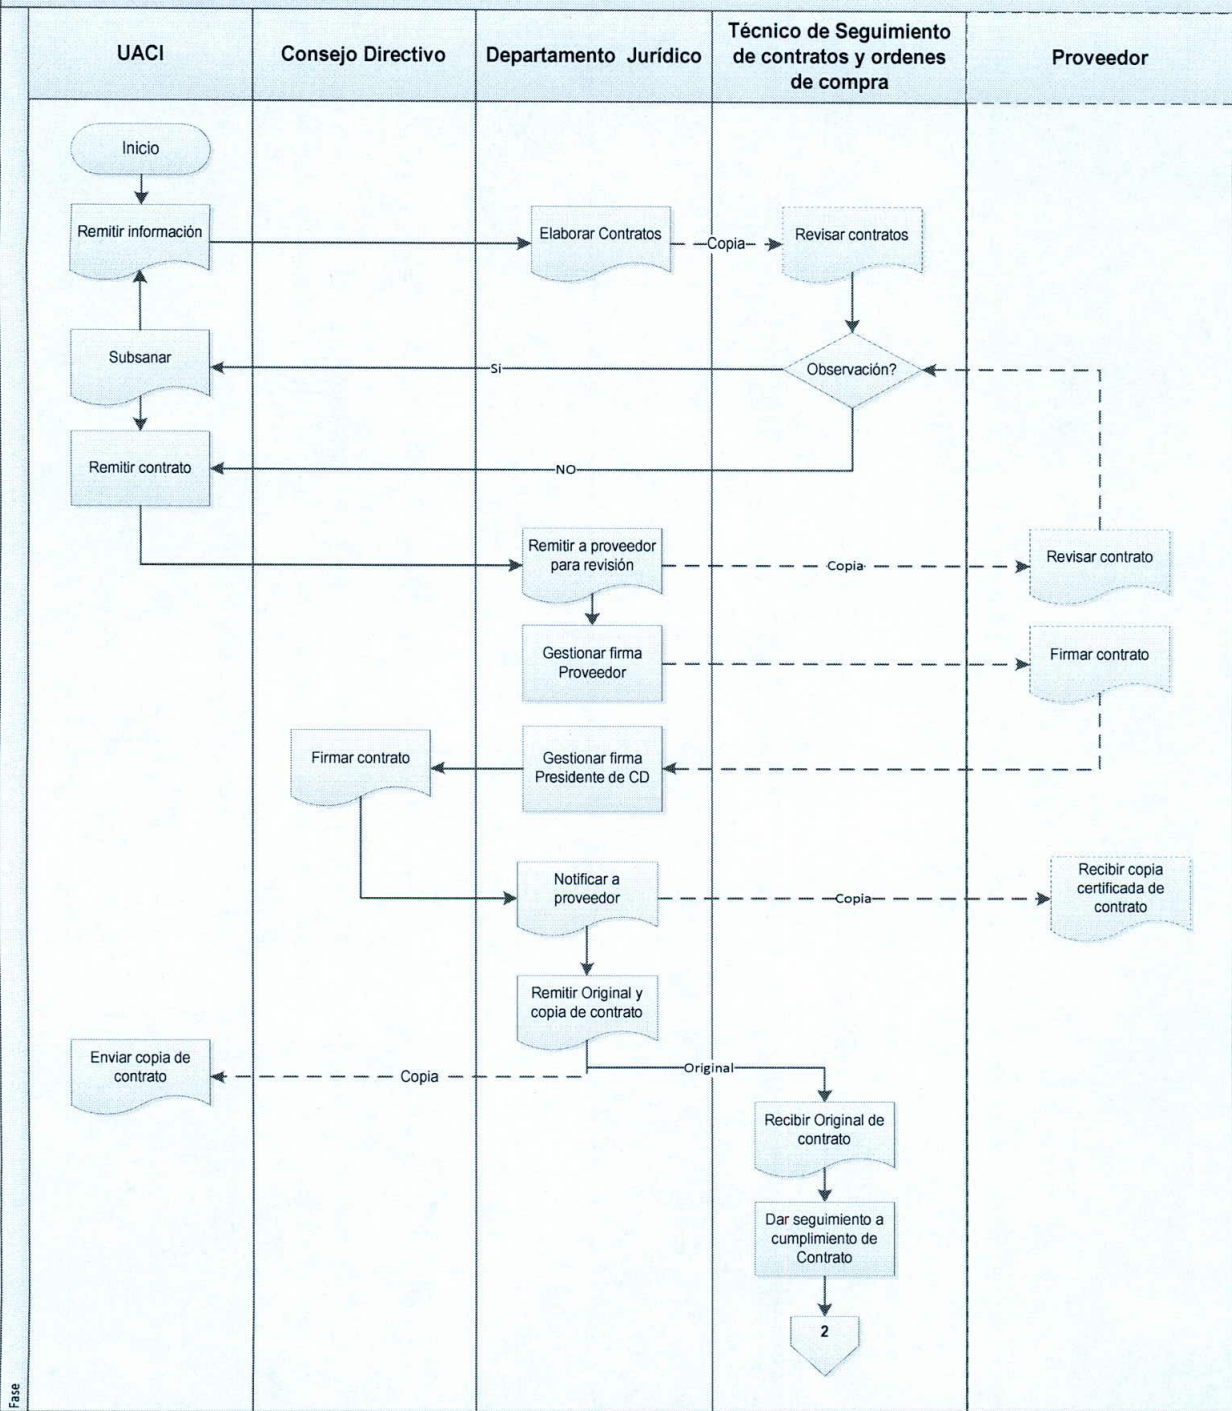 UACI
Consejo Directivo
Departamento Jurídico
Técnico de Seguimiento
de contratos y ordenes
de compra
Proveedor
Inicio
Remitir información
Elaborar Contratos
Copia
Revisar contratos
Subsanar
Si
Observación?
Remitir contrato
NO
Remitir a proveedor
para revisión
Copia
Revisar contrato
Gestionar firma
Proveedor
Firmar contrato
Firmar contrato
Gestionar firma
Presidente de CD
Notificar a
proveedor
Copia
Recibir copia
certificada de
contrato
Remitir Original y
copia de contrato
Enviar copia de
contrato
Copia
Original
Recibir Original de
contrato
Dar seguimiento a
cumplimiento de
Contrato
2
Fase